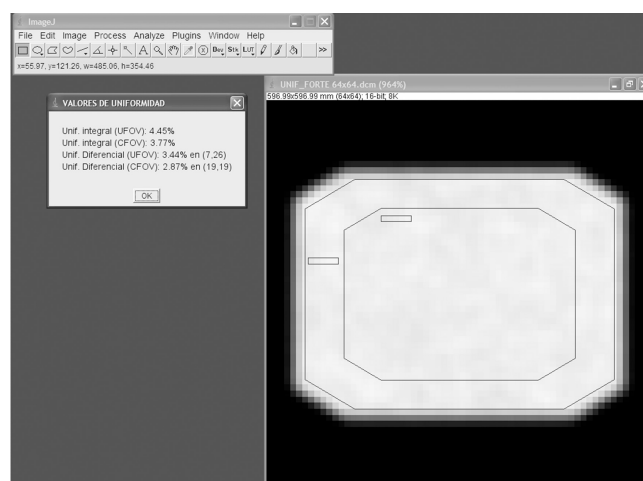 ImageJ
File Edit Image Process Analyze Plugins Window Help
A Dev Stk LUT >>
x=55.97, y=121.26, w=485.06, h=354.46
UNIF_FORTE 64x64.dcm (964%)
596.99x596.99 mm (64x64); 16-bit; 8K
VALORES DE UNIFORMIDAD
Unif. integral (UFOV): 4.45%
Unif. integral (CFOV): 3.77%
Unif. Diferencial (UFOV): 3.44% en (7,26)
Unif. Diferencial (CFOV): 2.87% en (19,19)
OK